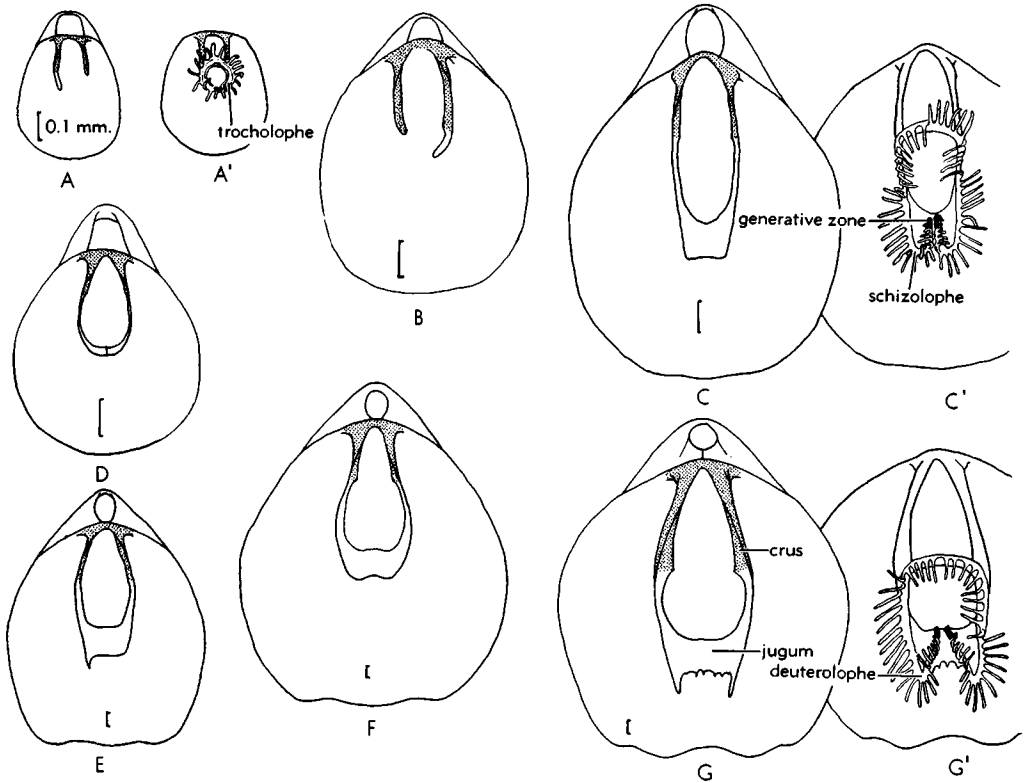 0.1 mm.
A
trocholophe
A'
B
generative zone
schizolophe
C
C'
D
E
F
crus
jugum
deuterolophe
G
G'